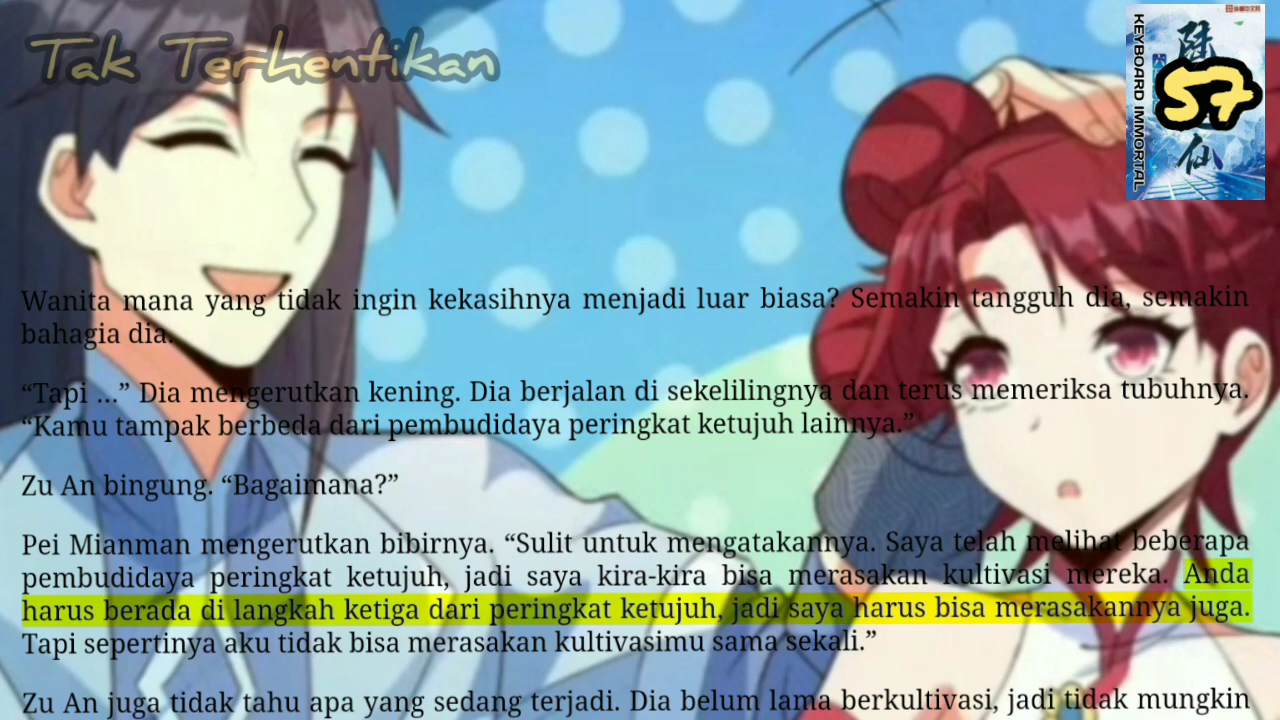 Tak Terhentikan
KEYBOARD IMMORTAL
57
仙
Wanita mana yang tidak ingin kekasihnya menjadi luar biasa? Semakin tangguh dia, semakin
bahagia dia.
“Tapi ...” Dia mengerutkan kening. Dia berjalan di sekelilingnya dan terus memeriksa tubuhnya.
“Kamu tampak berbeda dari pembudidaya peringkat ketujuh lainnya.”
Zu An bingung. “Bagaimana?”
Pei Mianman mengerutkan bibirnya. “Sulit untuk mengatakannya. Saya telah melihat beberapa
pembudidaya peringkat ketujuh, jadi saya kira-kira bisa merasakan kultivasi mereka. Anda
harus berada di langkah ketiga dari peringkat ketujuh, jadi saya harus bisa merasakannya juga.
Tapi sepertinya aku tidak bisa merasakan kultivasimu sama sekali.”
Zu An juga tidak tahu apa yang sedang terjadi. Dia belum lama berkultivasi, jadi tidak mungkin